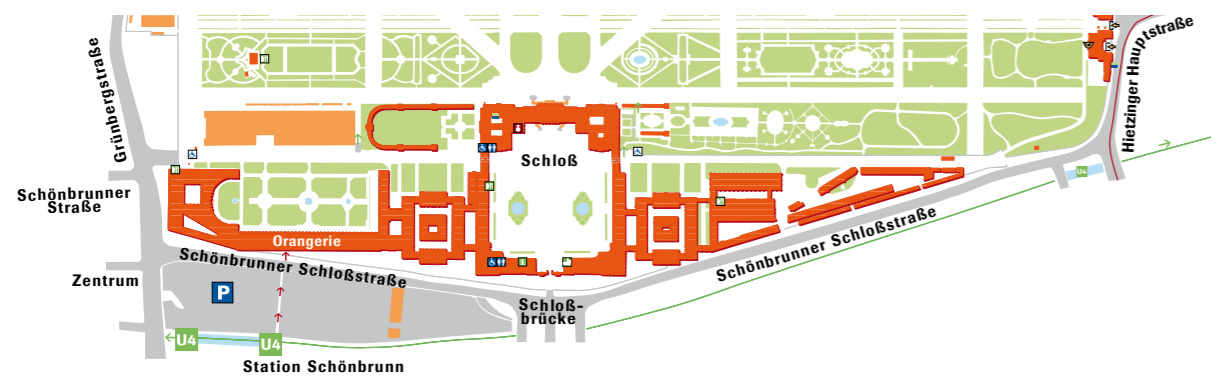 Grünbergstraße
Hietzinger Hauptstraße
Schloß
Schönbrunner
Straße
Orangerie
U4
Schönbrunner Schloßstraße
Schönbrunner Schloßstraße
Zentrum
P
Schloß-
brücke
U4
U4
Station Schönbrunn